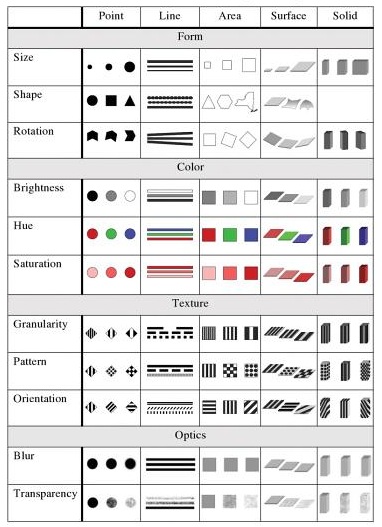 Point Line Area Surface Solid
Form
Size
Shape
Rotation
Color
Brightness
Hue
Saturation
Texture
Granularity
Pattern
Orientation
Optics
Blur
Transparency